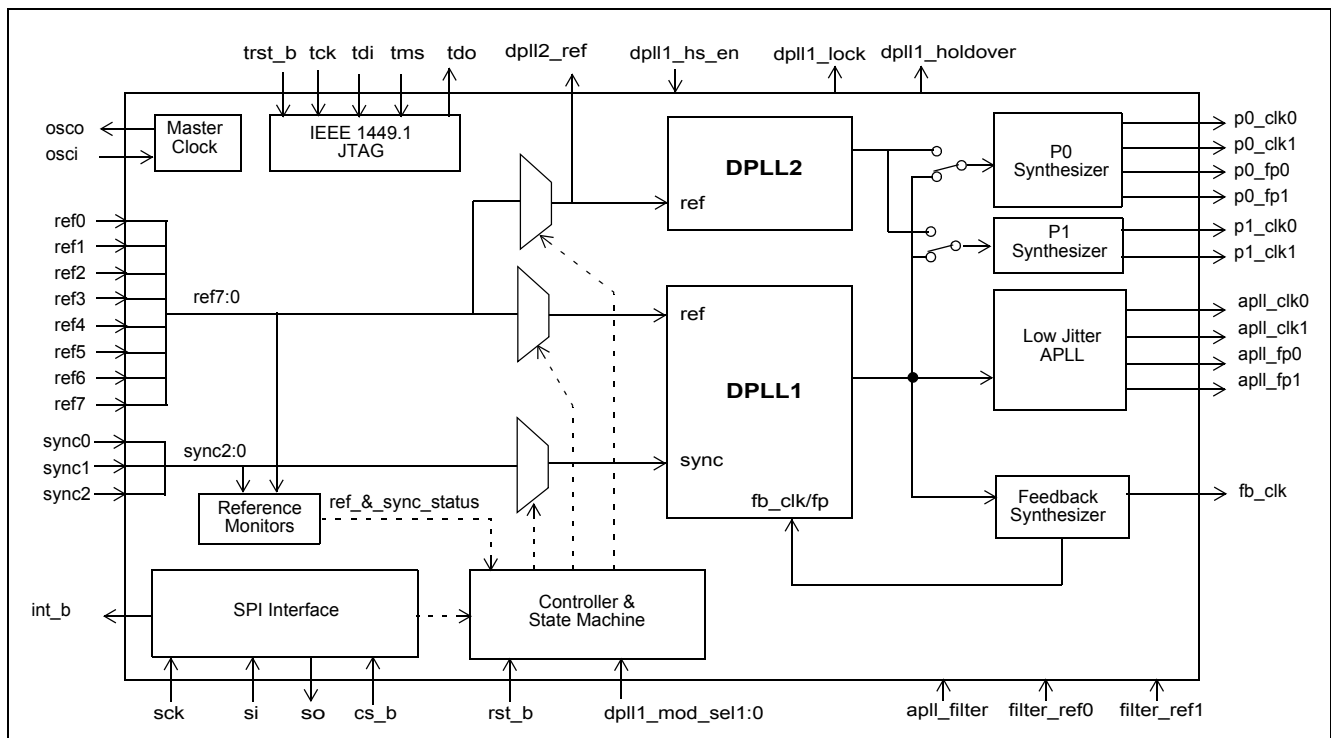 trst_b tck tdi tms tdo dpll2_ref dpll1_hs_en dpll1_lock dpll1_holdover
osco
osci
Master
Clock
IEEE 1449.1
JTAG
DPLL2
ref
P0
Synthesizer
p0_clk0
p0_clk1
p0_fp0
p0_fp1
P1
Synthesizer
p1_clk0
p1_clk1
ref0
ref1
ref2
ref3
ref4
ref5
ref6
ref7
ref7:0
ref
DPLL1
sync
fb_clk/fp
Low Jitter
APLL
apll_clk0
apll_clk1
apll_fp0
apll_fp1
sync0
sync1
sync2
sync2:0
Reference
Monitors
ref_&_sync_status
Feedback
Synthesizer
fb_clk
int_b
SPI Interface
Controller &
State Machine
sck si so cs_b rst_b dpll1_mod_sel1:0 apll_filter filter_ref0 filter_ref1